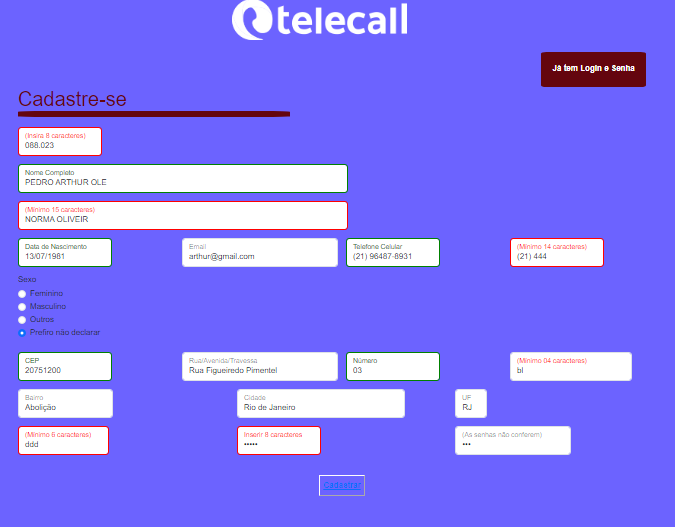 telecall
Já tem Login e Senha
Cadastre-se
(Insira 8 caracteres)
088.023
Nome Completo
PEDRO ARTHUR OLE
(Mínimo 15 caracteres)
NORMA OLIVEIR
Data de Nascimento
13/07/1981
Email
arthur@gmail.com
Telefone Celular
(21) 96487-8931
(Mínimo 14 caracteres)
(21) 444
Sexo
Feminino
Masculino
Outros
Prefiro não declarar
CEP
20751200
Rua/Avenida/Travessa
Rua Figueiredo Pimentel
Número
03
(Mínimo 04 caracteres)
bl
Bairro
Abolição
Cidade
Rio de Janeiro
UF
RJ
(Mínimo 6 caracteres)
ddd
Inserir 8 caracteres
•••••
(As senhas não conferem)
•••
Cadastrar